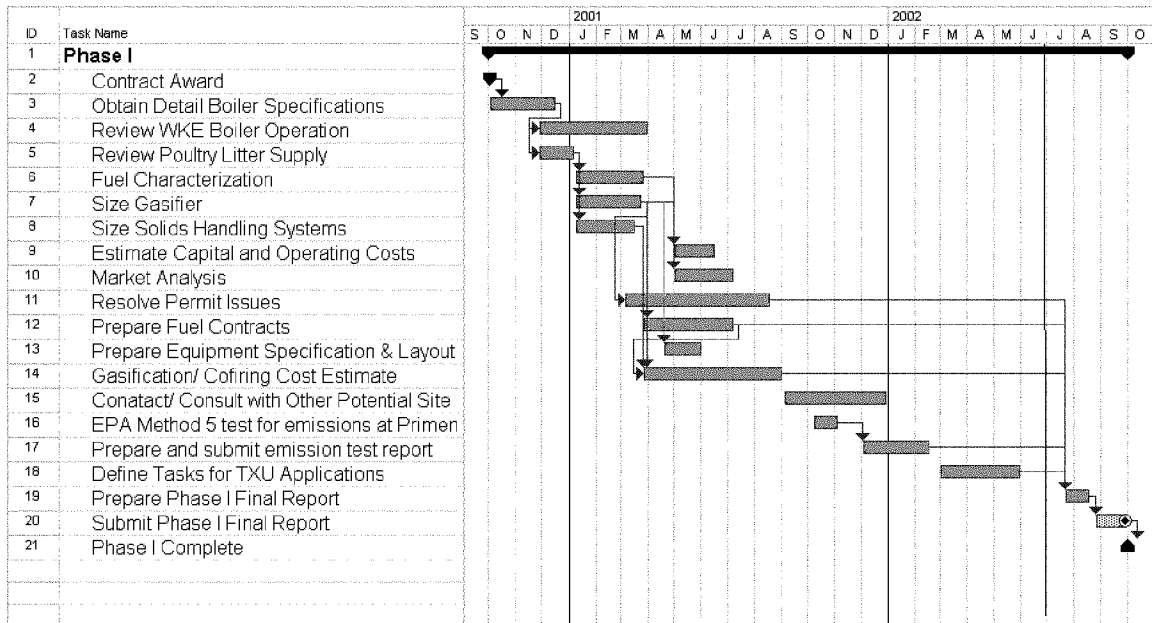 2001 2002
ID Task Name S O N D J F M A M J J A S O N D J F M A M J J A S O
1 Phase I
2 Contract Award
3 Obtain Detail Boiler Specifications
4 Review WKE Boiler Operation
5 Review Poultry Litter Supply
6 Fuel Characterization
7 Size Gasifier
8 Size Solids Handling Systems
9 Estimate Capital and Operating Costs
10 Market Analysis
11 Resolve Permit Issues
12 Prepare Fuel Contracts
13 Prepare Equipment Specification & Layout
14 Gasification/ Cofiring Cost Estimate
15 Conatact/ Consult with Other Potential Site
16 EPA Method 5 test for emissions at Primen
17 Prepare and submit emission test report
18 Define Tasks for TXU Applications
19 Prepare Phase I Final Report
20 Submit Phase I Final Report
21 Phase I Complete